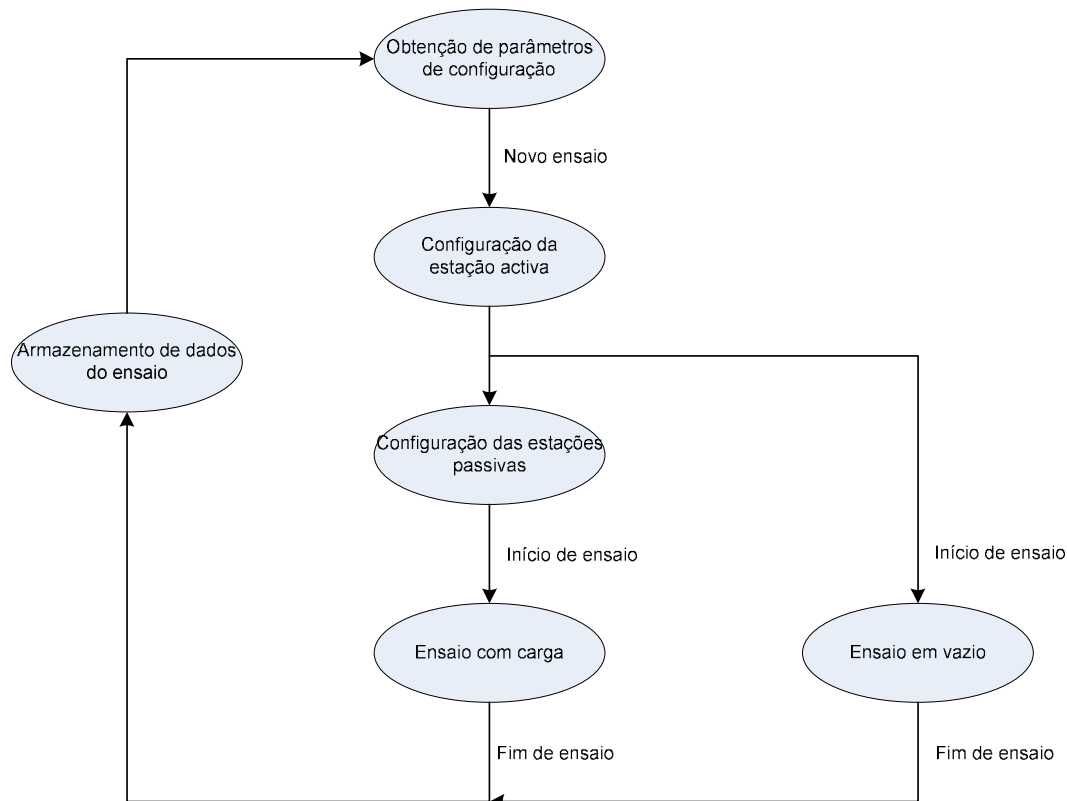 Obtenção de parâmetros
de configuração
Novo ensaio
Configuração da
estação activa
Armazenamento de dados
do ensaio
Configuração das estações
passivas
Início de ensaio
Início de ensaio
Ensaio com carga
Ensaio em vazio
Fim de ensaio
Fim de ensaio